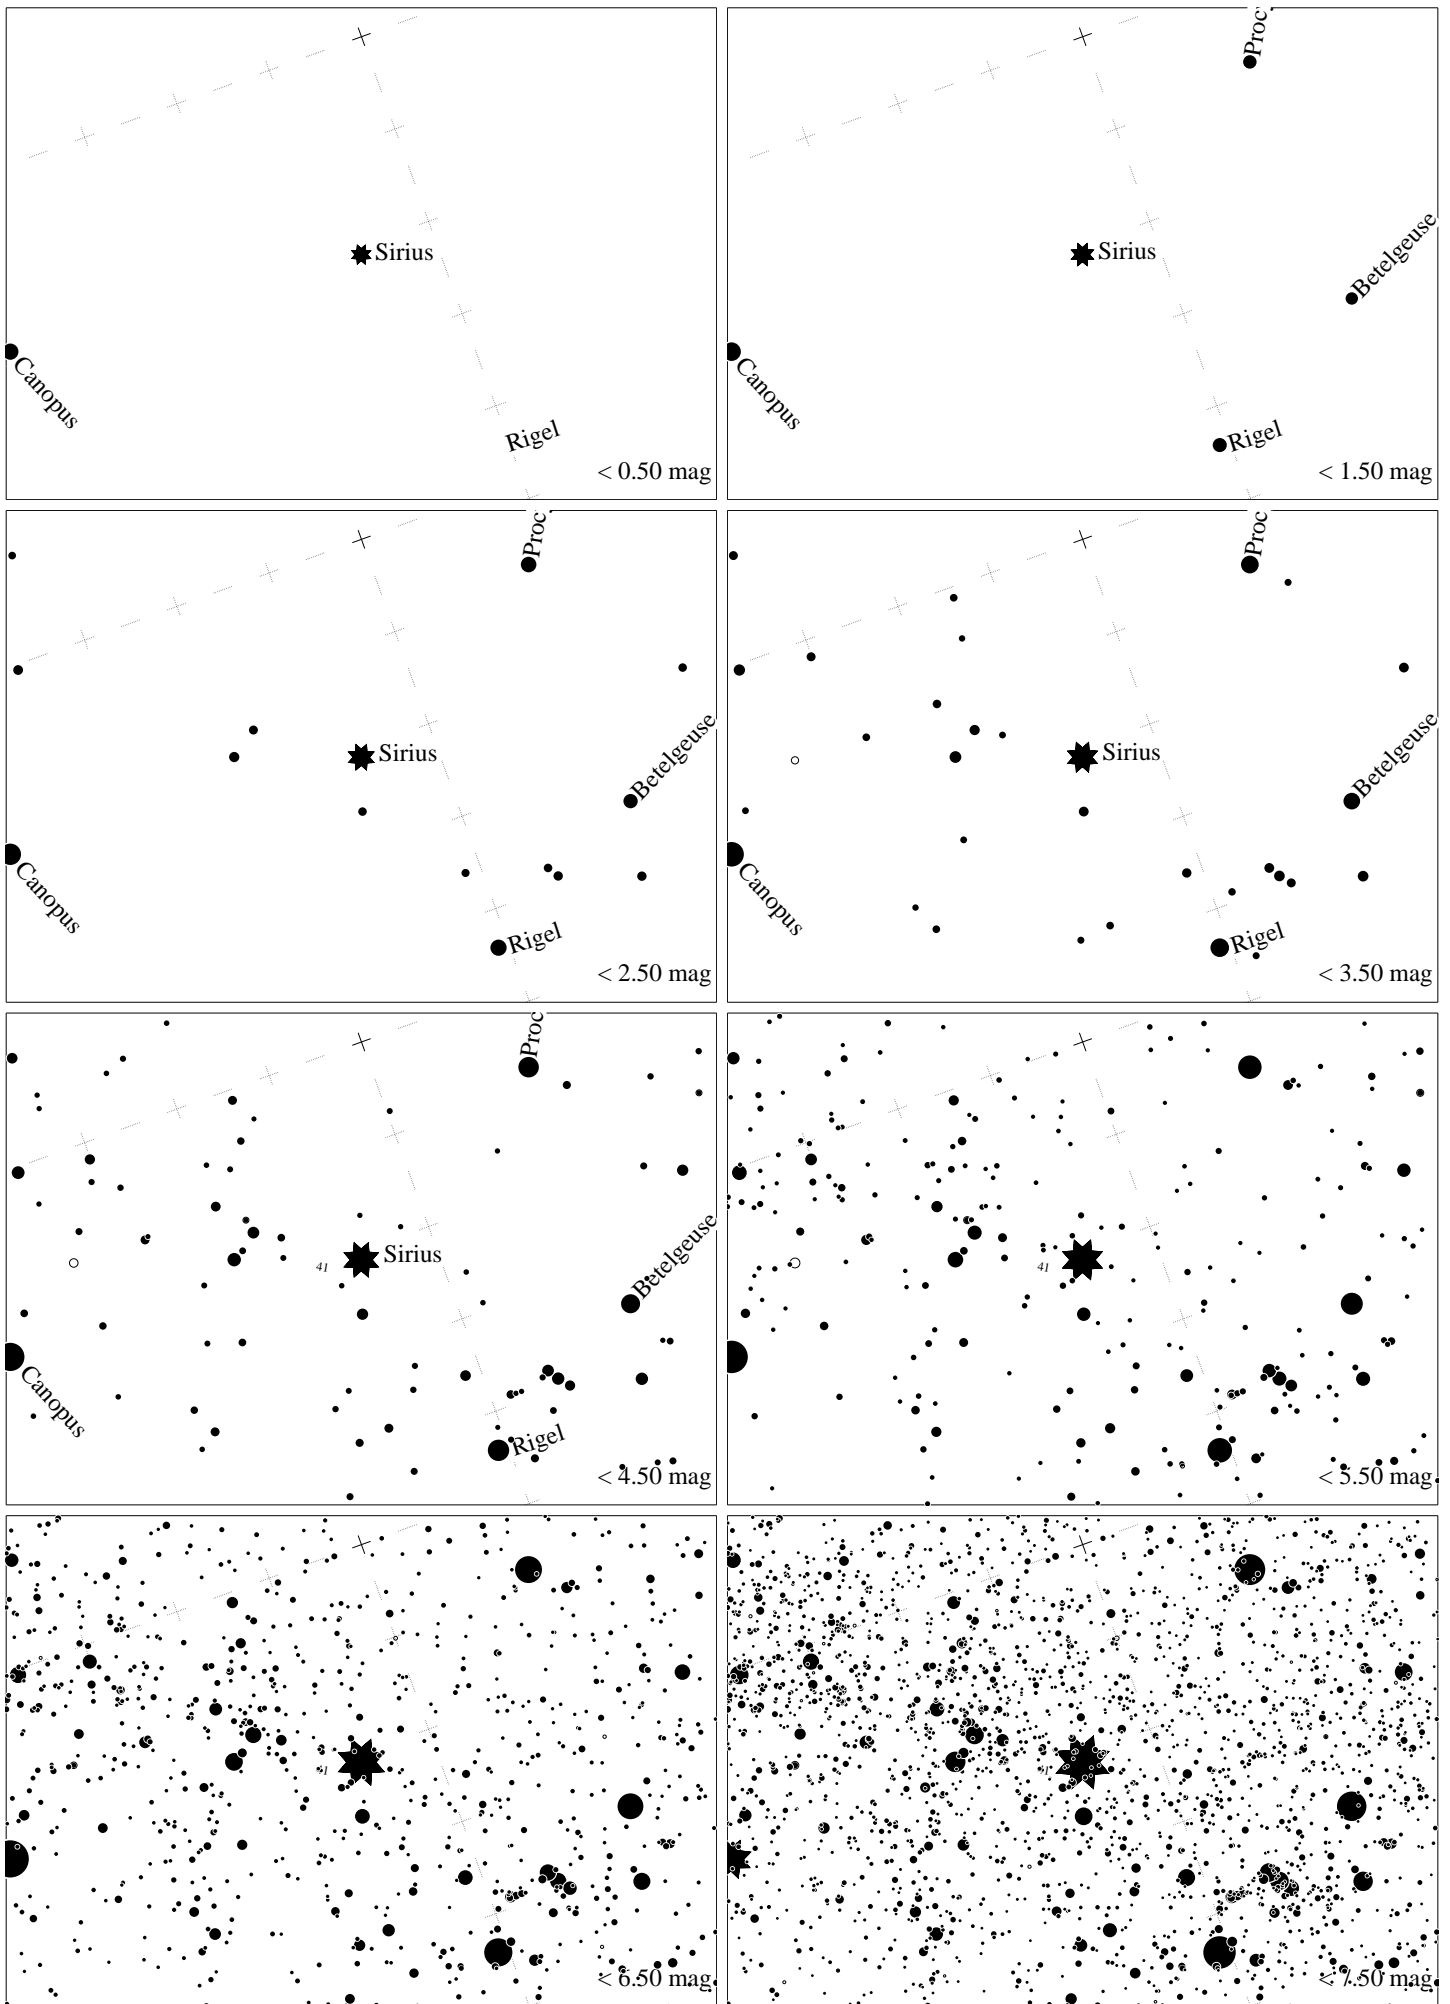 Sirius
Canopus
Rigel
< 0.50 mag
Proc
Sirius
Betelgeuse
Canopus
Rigel
< 1.50 mag
Proc
Sirius
Betelgeuse
Canopus
Rigel
< 2.50 mag
Proc
Sirius
Betelgeuse
Canopus
Rigel
< 3.50 mag
Proc
Sirius
41
Betelgeuse
Canopus
Rigel
< 4.50 mag
41
< 5.50 mag
41
< 6.50 mag
41
< 7.50 mag